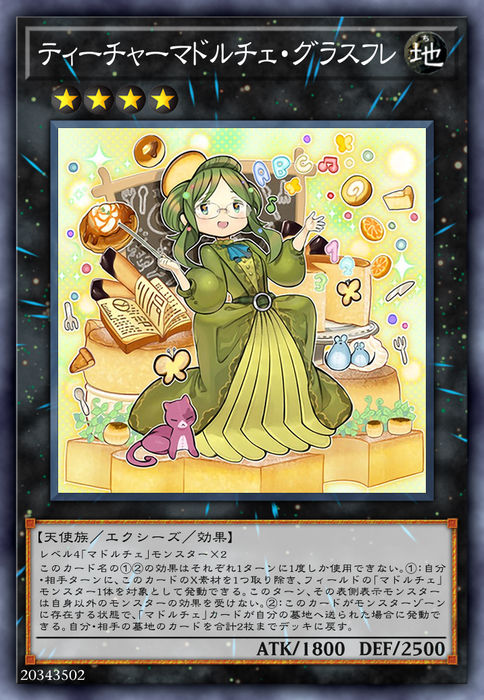 ティーチャーマドルチェ・グラスフレ
ち
地
ABC
123
【天使族／エクシーズ／効果】
レベル4「マドルチェ」モンスター×2
このカード名の①②の効果はそれぞれ1ターンに1度しか使用できない。①：自分
・相手ターンに、このカードのX素材を1つ取り除き、フィールドの「マドルチェ」
モンスター1体を対象として発動できる。このターン、その表側表示モンスター
は自身以外のモンスターの効果を受けない。②：このカードがモンスターゾーン
に存在する状態で、「マドルチェ」カードが自分の墓地へ送られた場合に発動で
きる。自分・相手の墓地のカードを合計2枚までデッキに戻す。
ATK/1800 DEF/2500
20343502